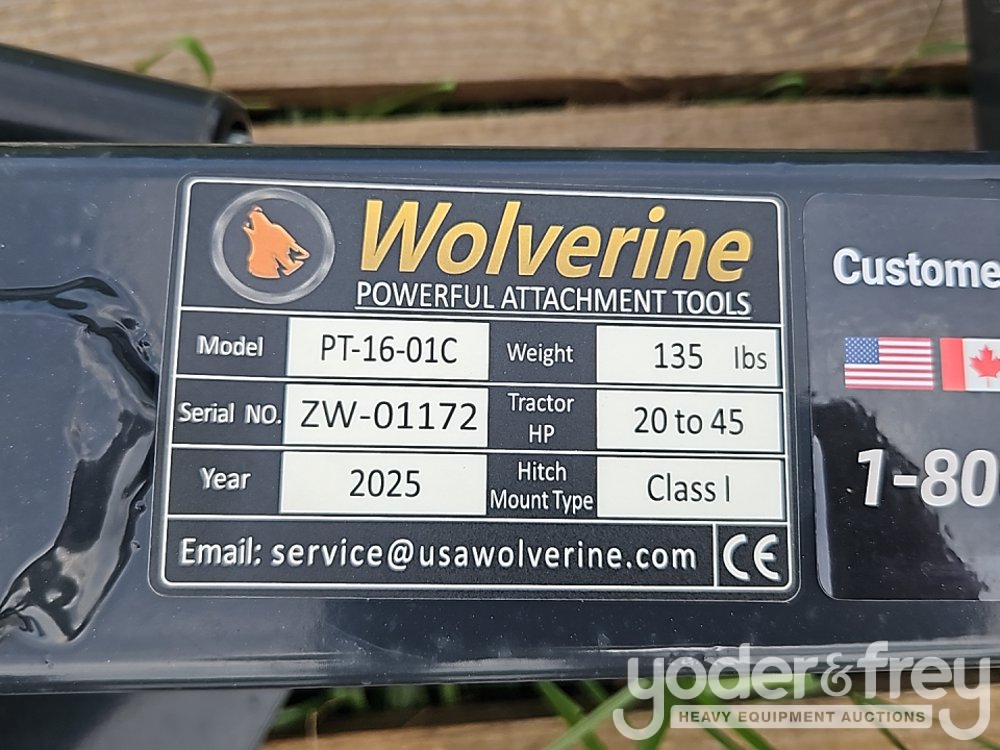 Wolverine
POWERFUL ATTACHMENT TOOLS
Model PT-16-01C Weight 135 lbs
Serial NO. ZW-01172 Tractor HP 20 to 45
Year 2025 Hitch Mount Type Class I
Email: service@usawolverine.com CE
Custome
1-80
yoder&frey
HEAVY EQUIPMENT AUCTIONS